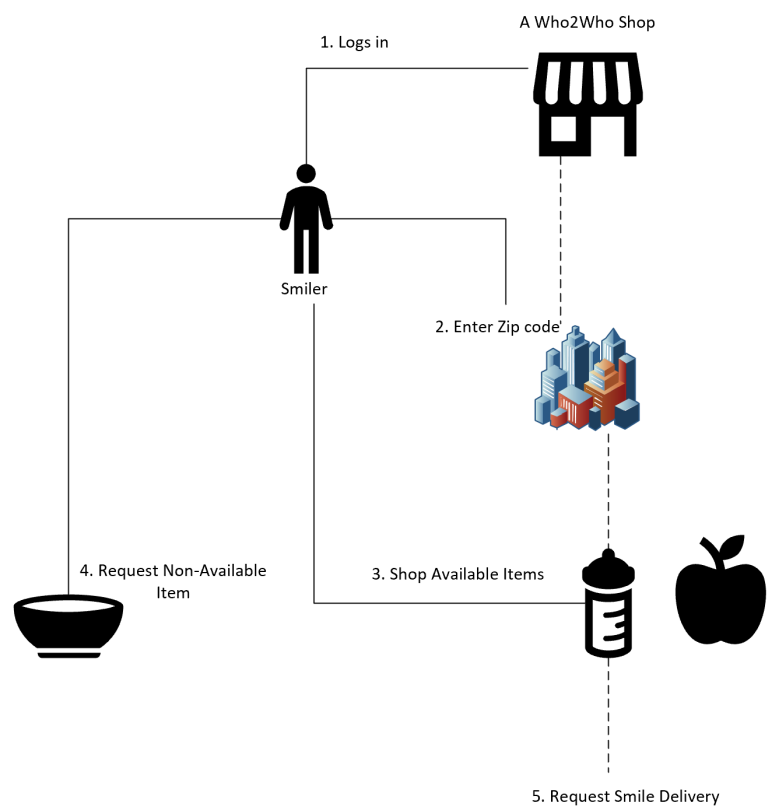 A Who2Who Shop
1. Logs in
Smiler
2. Enter Zip code
3. Shop Available Items
4. Request Non-Available
Item
5. Request Smile Delivery